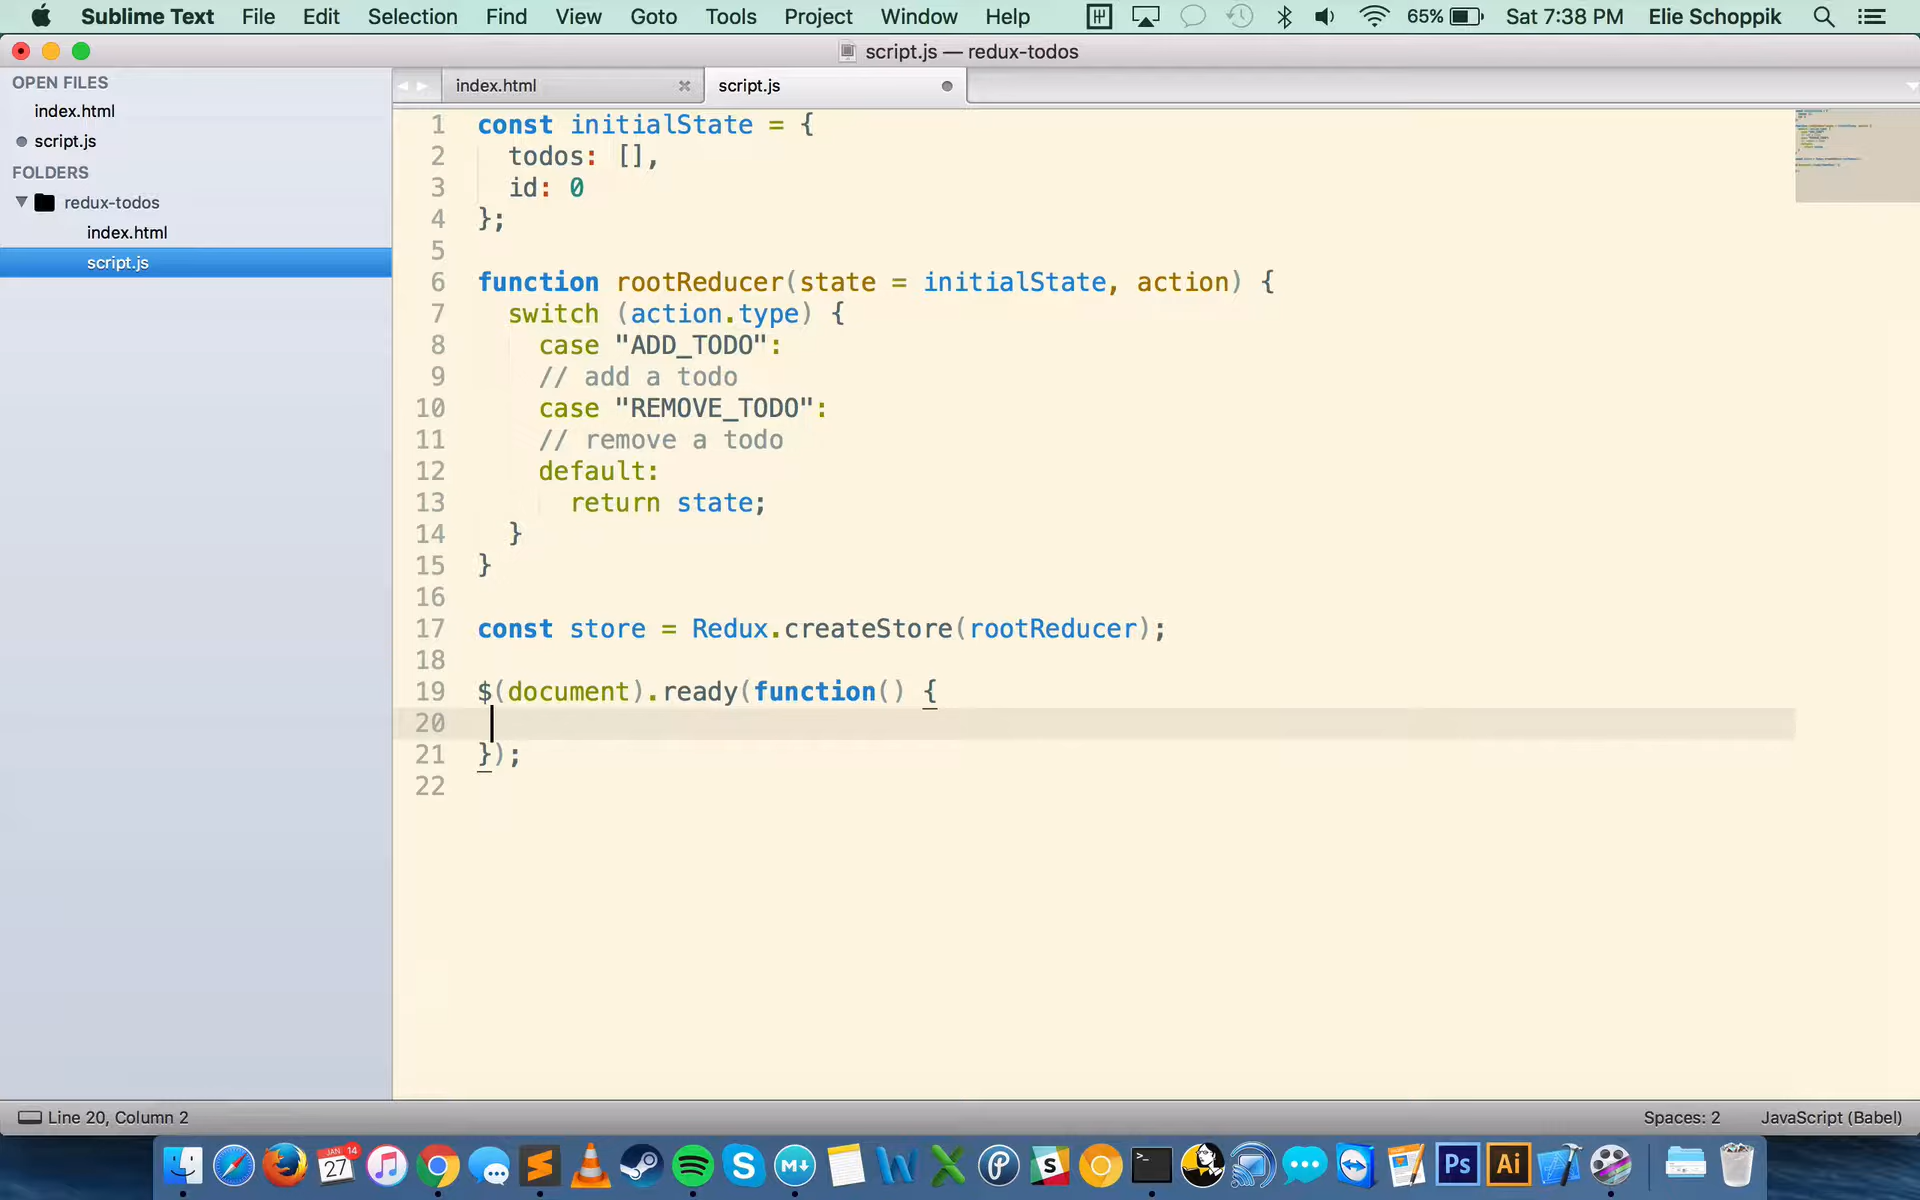 Sublime Text File Edit Selection Find View Goto Tools Project Window Help 65% Sat 7:38 PM Elie Schoppik
script.js — redux-todos
OPEN FILES
index.html
script.js
FOLDERS
redux-todos
index.html
script.js
index.html script.js
1 const initialState = {
2 todos: [],
3 id: 0
4 };
5
6 function rootReducer(state = initialState, action) {
7 switch (action.type) {
8 case "ADD_TODO":
9 // add a todo
10 case "REMOVE_TODO":
11 // remove a todo
12 default:
13 return state;
14 }
15 }
16
17 const store = Redux.createStore(rootReducer);
18
19 $(document).ready(function() {
20
21 });
22
Line 20, Column 2 Spaces: 2 JavaScript (Babel)
JAN 27 14 Ps Ai